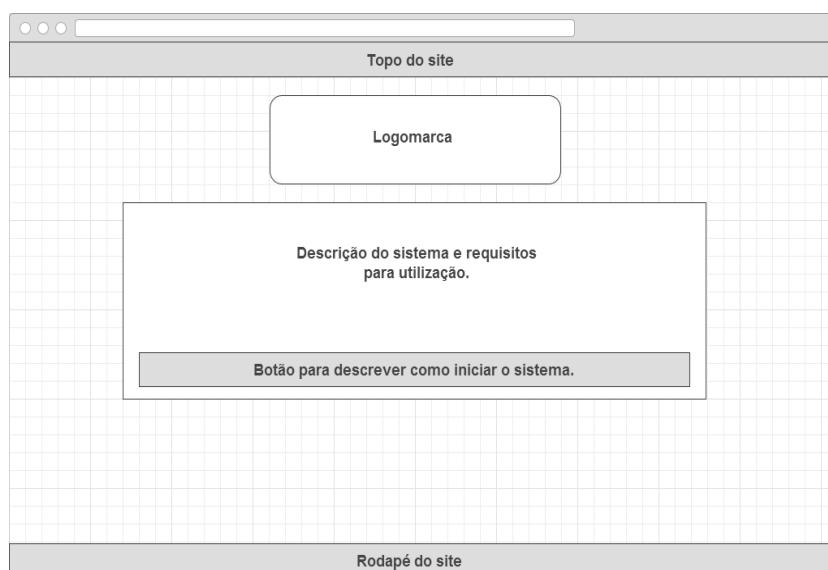 Topo do site
Logomarca
Descrição do sistema e requisitos
para utilização.
Botão para descrever como iniciar o sistema.
Rodapé do site